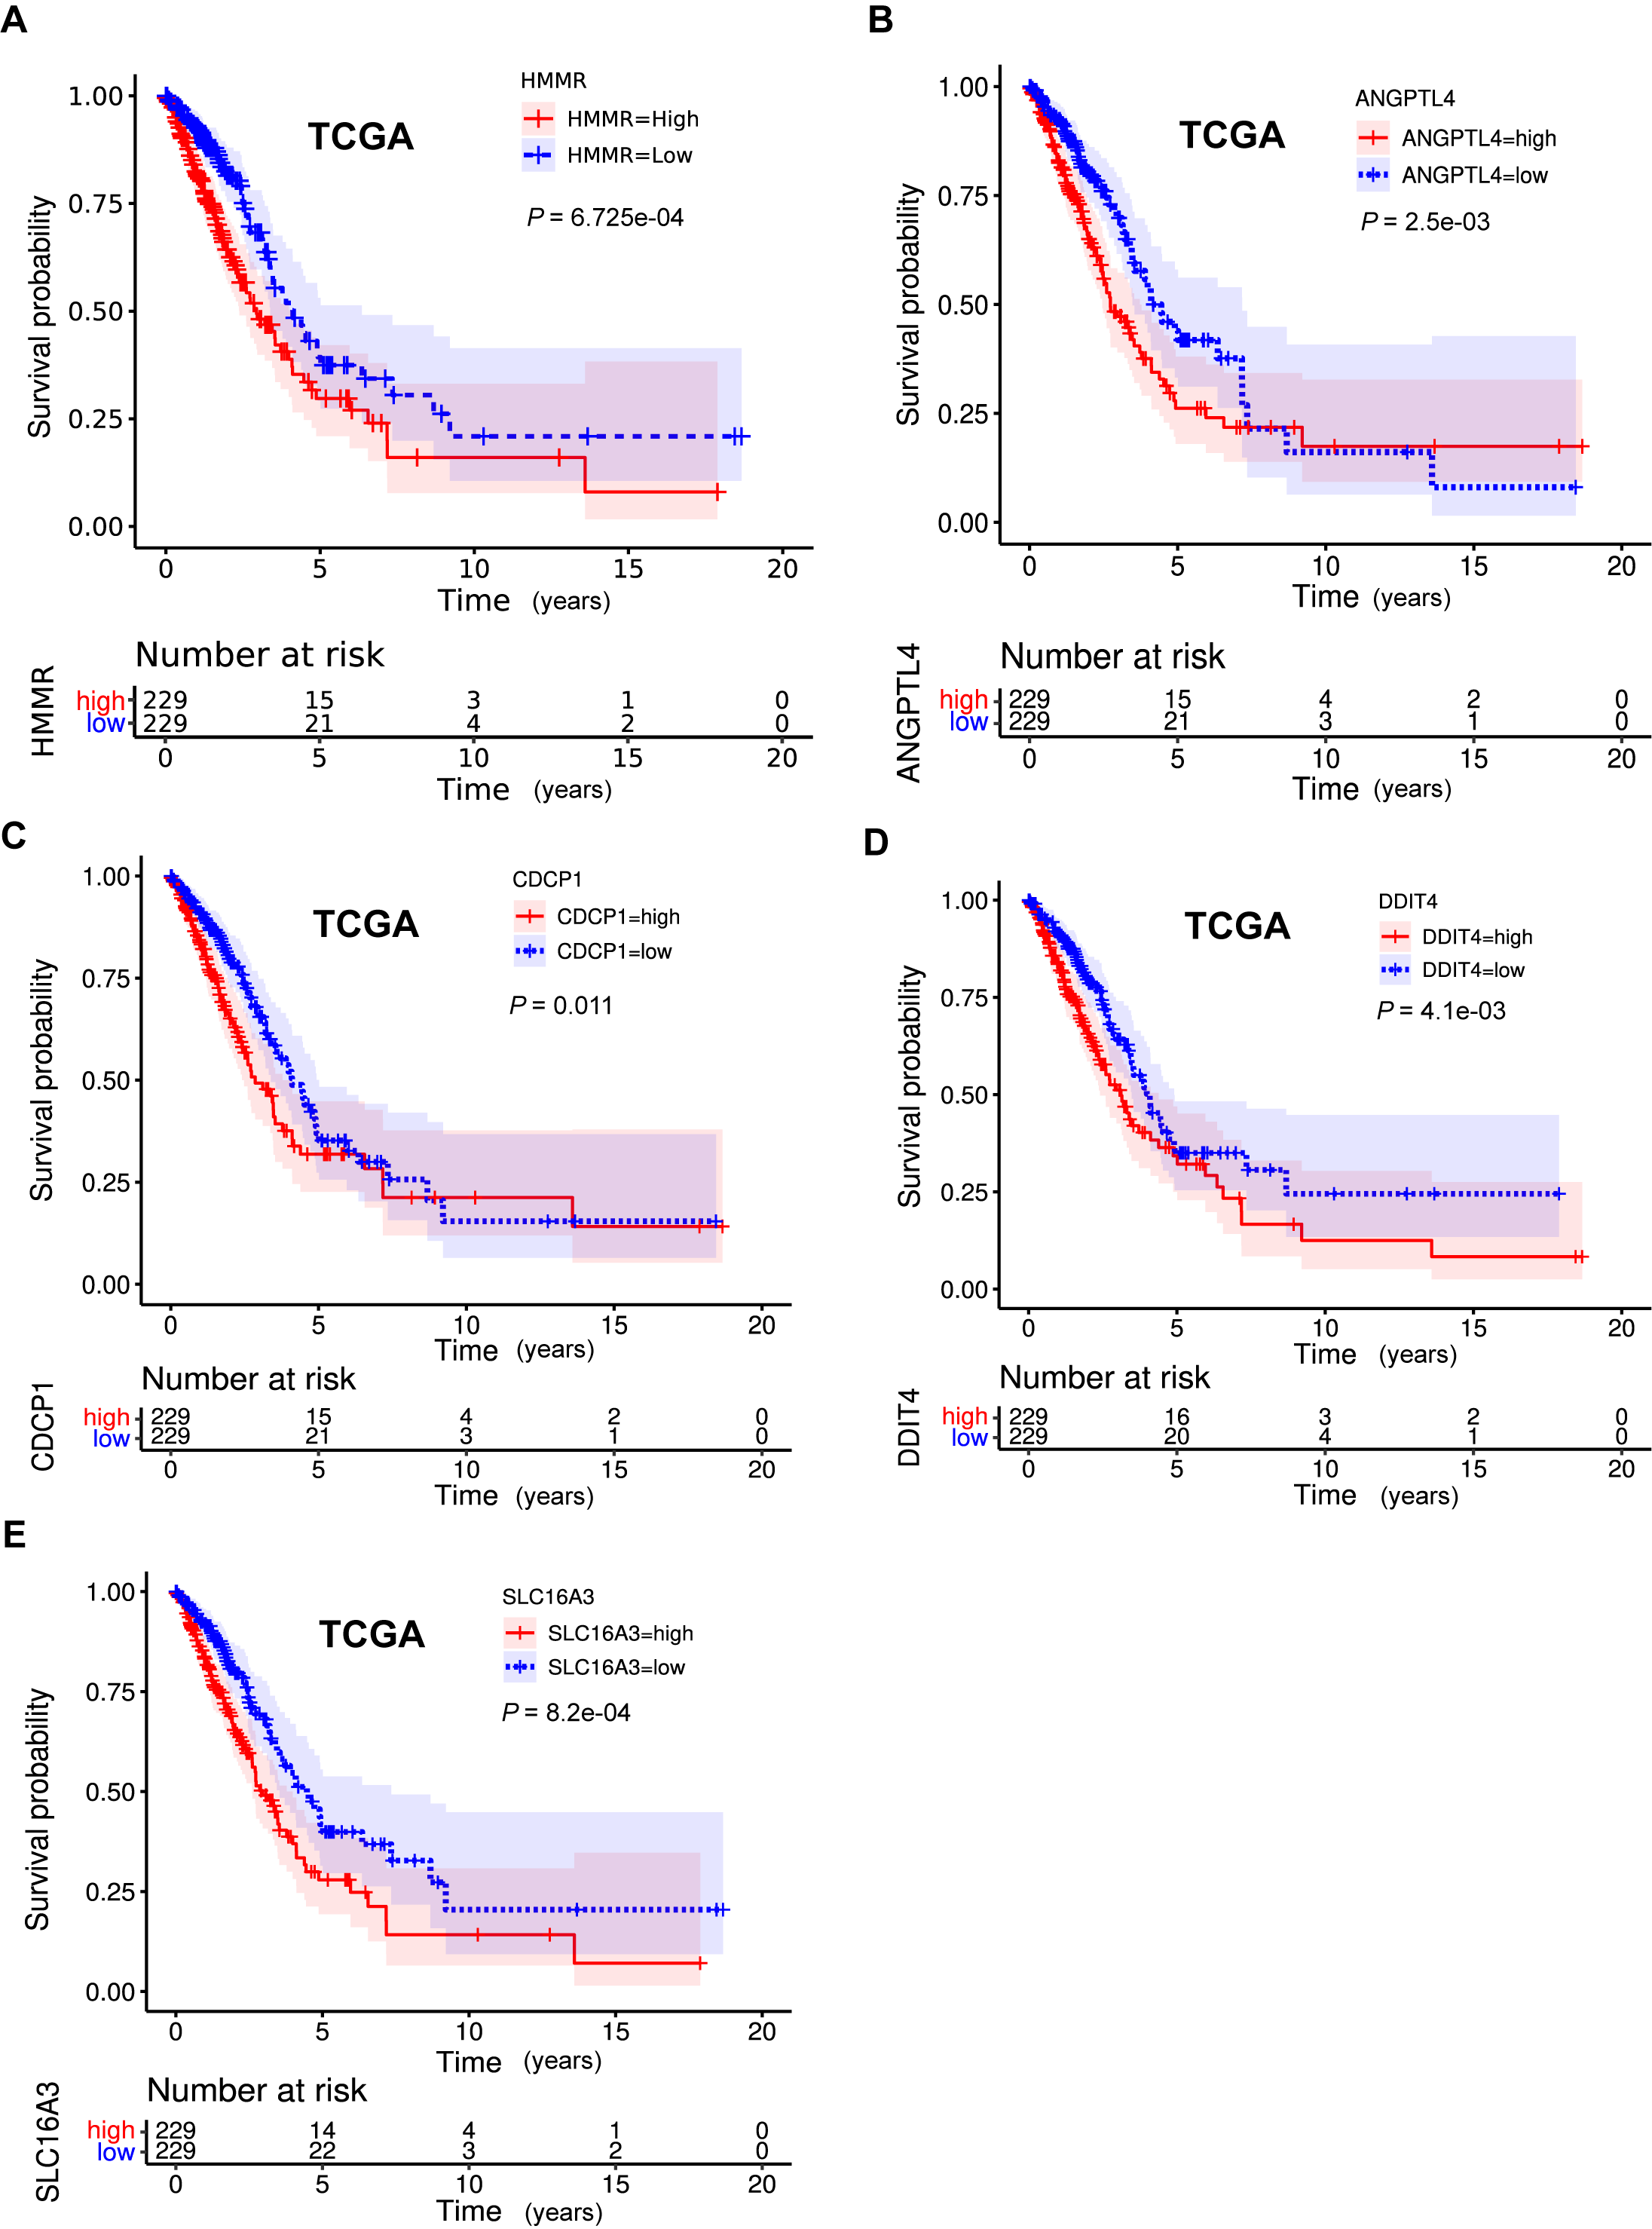 A
HMMR
HMMR=High
HMMR=Low
TCGA
P = 6.725e-04
Survival probability
1.00
0.75
0.50
0.25
0.00
0 5 10 15 20
Time (years)
Number at risk
HMMR
high 229 15 3 1 0
low 229 21 4 2 0
0 5 10 15 20
Time (years)
B
ANGPTL4
ANGPTL4=high
ANGPTL4=low
TCGA
P = 2.5e-03
Survival probability
1.00
0.75
0.50
0.25
0.00
0 5 10 15 20
Time (years)
Number at risk
ANGPTL4
high 229 15 4 2 0
low 229 21 3 1 0
0 5 10 15 20
Time (years)
C
CDCP1
CDCP1=high
CDCP1=low
TCGA
P = 0.011
Survival probability
1.00
0.75
0.50
0.25
0.00
0 5 10 15 20
Time (years)
Number at risk
CDCP1
high 229 15 4 2 0
low 229 21 3 1 0
0 5 10 15 20
Time (years)
D
DDIT4
DDIT4=high
DDIT4=low
TCGA
P = 4.1e-03
Survival probability
1.00
0.75
0.50
0.25
0.00
0 5 10 15 20
Time (years)
Number at risk
DDIT4
high 229 16 3 2 0
low 229 20 4 1 0
0 5 10 15 20
Time (years)
E
SLC16A3
SLC16A3=high
SLC16A3=low
TCGA
P = 8.2e-04
Survival probability
1.00
0.75
0.50
0.25
0.00
0 5 10 15 20
Time (years)
Number at risk
SLC16A3
high 229 14 4 1 0
low 229 22 3 2 0
0 5 10 15 20
Time (years)